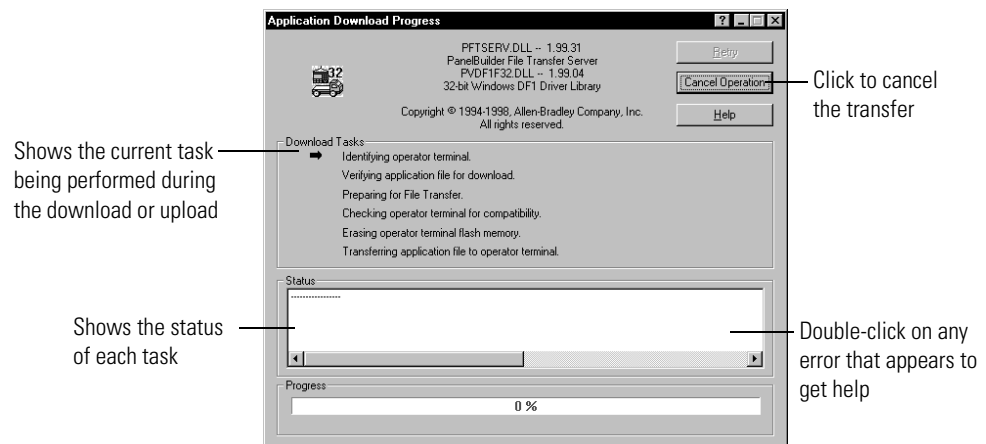 Application Download Progress
PFTSERV.DLL -- 1.99.31
PanelBuilder File Transfer Server
PVDF1F32.DLL -- 1.99.04
32-bit Windows DF1 Driver Library
Copyright © 1994-1998, Allen-Bradley Company, Inc.
All rights reserved.
32
Retry
Cancel Operation
Help
Click to cancel
the transfer
Download Tasks
Identifying operator terminal.
Verifying application file for download.
Preparing for File Transfer.
Checking operator terminal for compatibility.
Erasing operator terminal flash memory.
Transferring application file to operator terminal.
Shows the current task
being performed during
the download or upload
Status
----------------
Shows the status
of each task
Double-click on any
error that appears to
get help
Progress
0 %